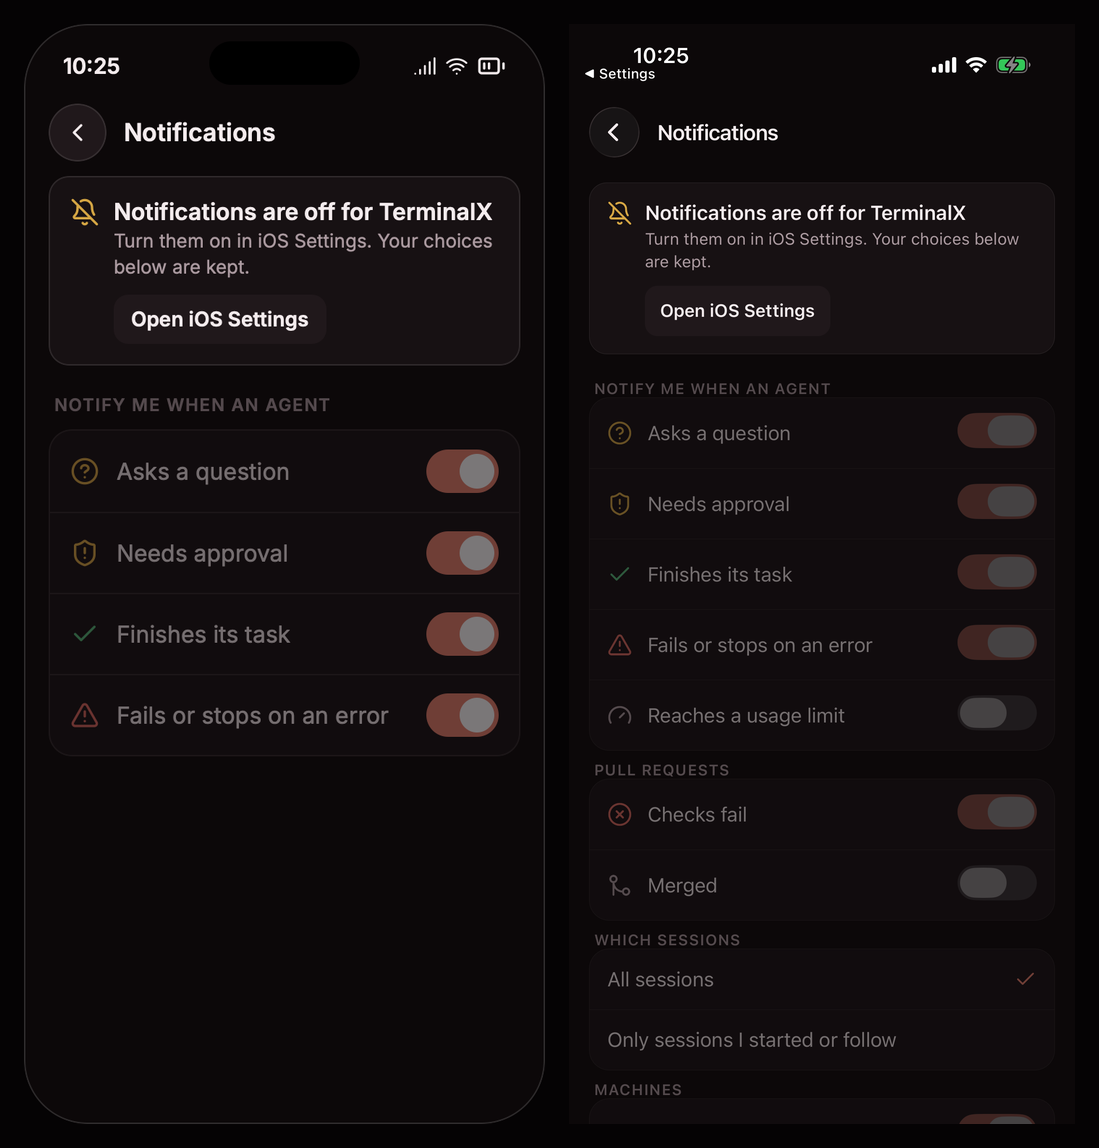 10:25
Notifications
Notifications are off for TerminalX
Turn them on in iOS Settings. Your choices
below are kept.
Open iOS Settings
NOTIFY ME WHEN AN AGENT
Asks a question
Needs approval
Finishes its task
Fails or stops on an error
10:25
◀ Settings
Notifications
Notifications are off for TerminalX
Turn them on in iOS Settings. Your choices below
are kept.
Open iOS Settings
NOTIFY ME WHEN AN AGENT
Asks a question
Needs approval
Finishes its task
Fails or stops on an error
Reaches a usage limit
PULL REQUESTS
Checks fail
Merged
WHICH SESSIONS
All sessions
Only sessions I started or follow
MACHINES